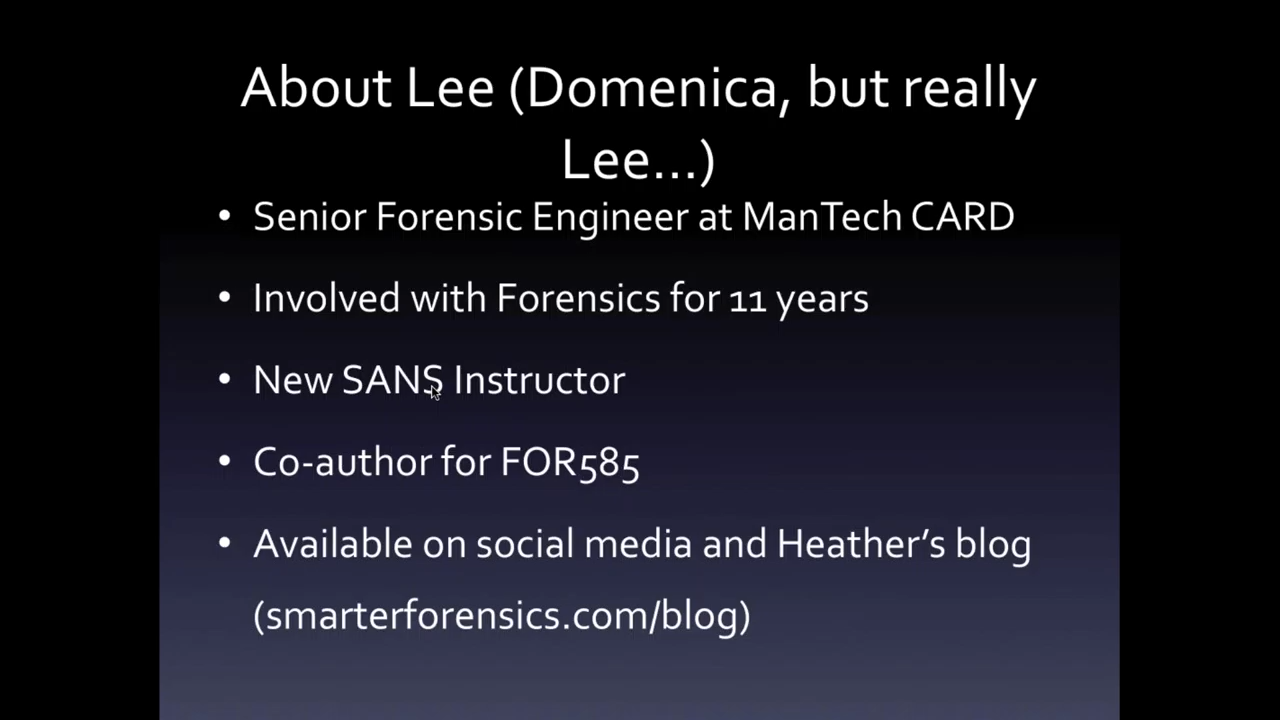 About Lee (Domenica, but really
Lee...)
• Senior Forensic Engineer at ManTech CARD
• Involved with Forensics for 11 years
• New SANS Instructor
• Co-author for FOR585
• Available on social media and Heather’s blog
(smarterforensics.com/blog)